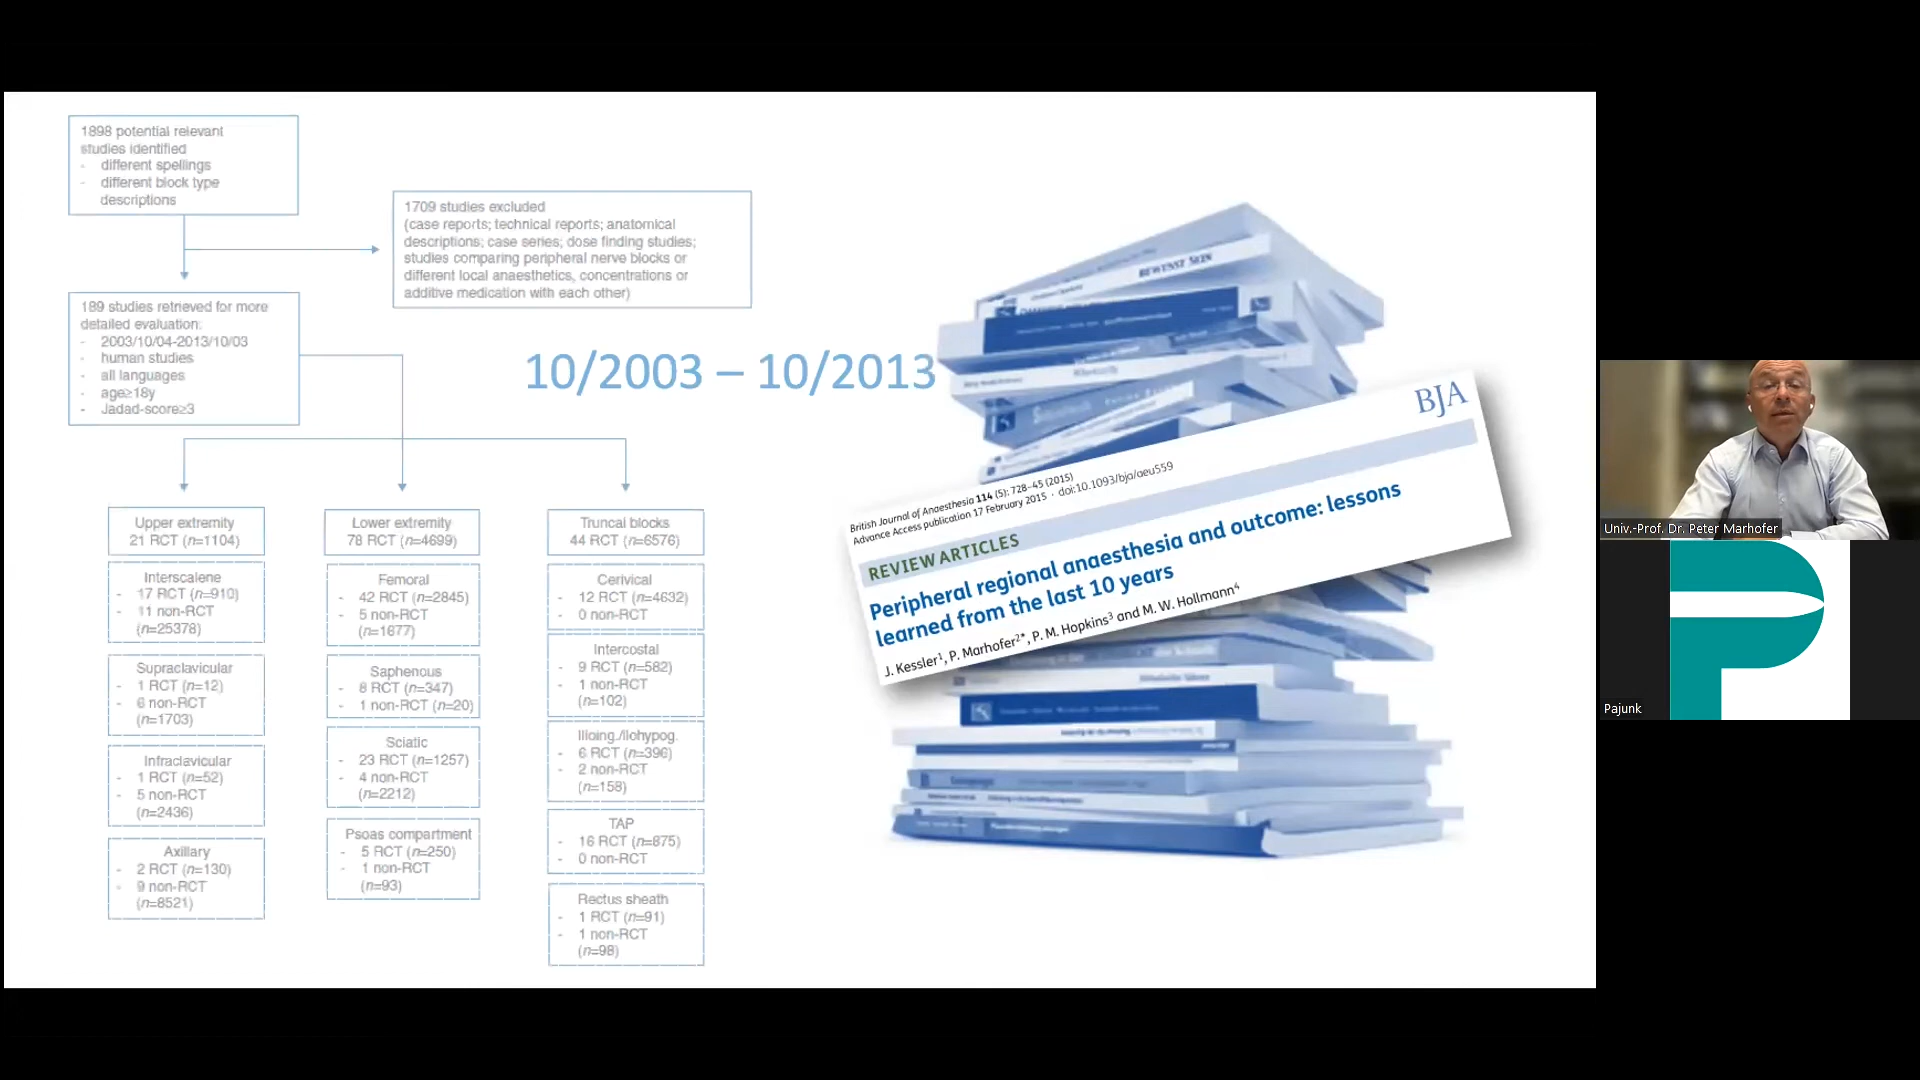 1898 potential relevant
studies identified
- different spellings
- different block type
descriptions
1709 studies excluded
(case reports; technical reports; anatomical
descriptions; case series; dose finding studies;
studies comparing peripheral nerve blocks or
different local anaesthetics, concentrations or
additive medication with each other)
189 studies retrieved for more
detailed evaluation:
- 2003/10/04-2013/10/03
- human studies
- all languages
- age≥18y
- Jadad-score≥3
10/2003 – 10/2013
Upper extremity
21 RCT (n=1104)
Interscalene
- 17 RCT (n=910)
- 11 non-RCT
(n=25378)
Supraclavicular
- 1 RCT (n=12)
- 6 non-RCT
(n=1703)
Infraclavicular
- 1 RCT (n=52)
- 5 non-RCT
(n=2436)
Axillary
- 2 RCT (n=130)
- 9 non-RCT
(n=8521)
Lower extremity
78 RCT (n=4699)
Femoral
- 42 RCT (n=2845)
- 5 non-RCT
(n=1877)
Saphenous
- 8 RCT (n=347)
- 1 non-RCT (n=20)
Sciatic
- 23 RCT (n=1257)
- 4 non-RCT
(n=2212)
Psoas compartment
- 5 RCT (n=250)
- 1 non-RCT
(n=93)
Truncal blocks
44 RCT (n=6576)
Cerivical
- 12 RCT (n=4632)
- 0 non-RCT
Intercostal
- 9 RCT (n=582)
- 1 non-RCT
(n=102)
Ilioing./Ilohypog.
- 6 RCT (n=396)
- 2 non-RCT
(n=158)
TAP
- 16 RCT (n=875)
- 0 non-RCT
Rectus sheath
- 1 RCT (n=91)
- 1 non-RCT
(n=98)
BEWUSST SEIN
BJA
British Journal of Anaesthesia 114 (5): 728–45 (2015)
Advance Access publication 17 February 2015 · doi:10.1093/bja/aeu559
REVIEW ARTICLES
Peripheral regional anaesthesia and outcome: lessons
learned from the last 10 years
J. Kessler1, P. Marhofer2*, P. M. Hopkins3 and M. W. Hollmann4
Univ.-Prof. Dr. Peter Marhofer
Pajunk